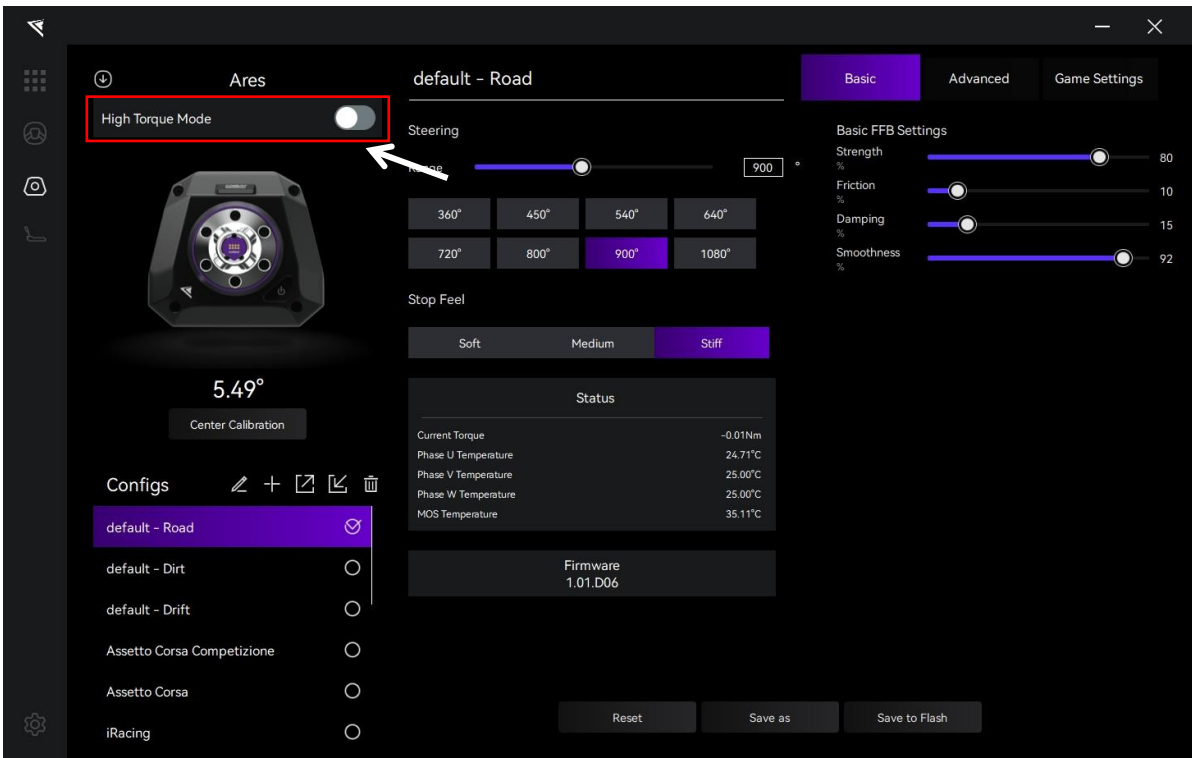 Ares
High Torque Mode
5.49°
Center Calibration
Configs
default - Road
default - Dirt
default - Drift
Assetto Corsa Competizione
Assetto Corsa
iRacing
default - Road
Steering
Range 900 °
360° 450° 540° 640°
720° 800° 900° 1080°
Stop Feel
Soft Medium Stiff
Status
Current Torque -0.01Nm
Phase U Temperature 24.71°C
Phase V Temperature 25.00°C
Phase W Temperature 25.00°C
MOS Temperature 35.11°C
Firmware
1.01.D06
Basic Advanced Game Settings
Basic FFB Settings
Strength
% 80
Friction
% 10
Damping
% 15
Smoothness
% 92
Reset Save as Save to Flash